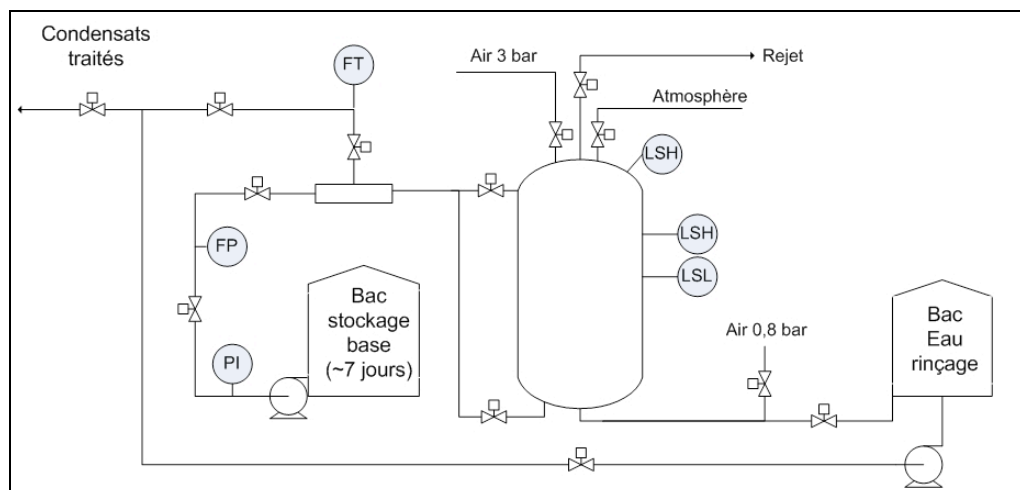 Condensats
traités
FT
Air 3 bar
Rejet
Atmosphère
LSH
LSH
LSL
FP
PI
Bac
stockage
base
(~7 jours)
Air 0,8 bar
Bac
Eau
rinçage